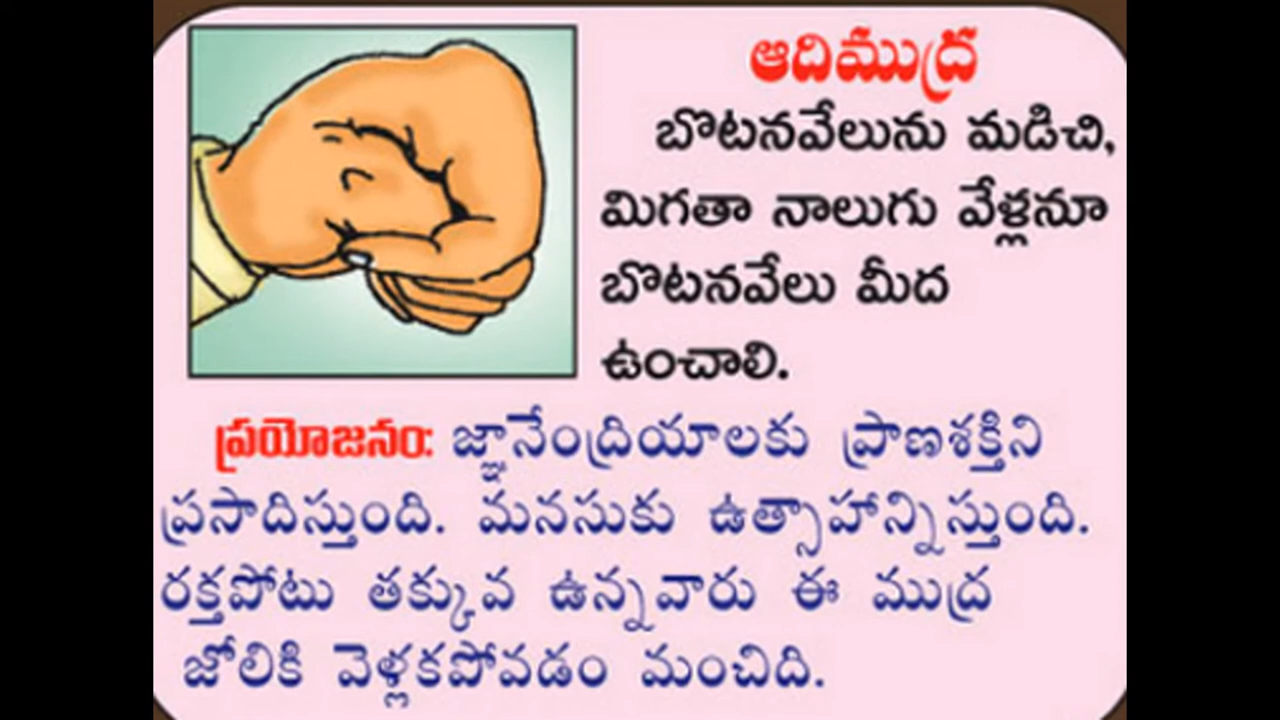 ఆదిముద్ర
బొటనవేలును మడిచి,
మిగతా నాలుగు వేళ్లనూ
బొటనవేలు మీద
ఉంచాలి.
ప్రయోజనం: జ్ఞానేంద్రియాలకు ప్రాణశక్తిని
ప్రసాదిస్తుంది. మనసుకు ఉత్సాహాన్నిస్తుంది.
రక్తపోటు తక్కువ ఉన్నవారు ఈ ముద్ర
జోలికి వెళ్లకపోవడం మంచిది.